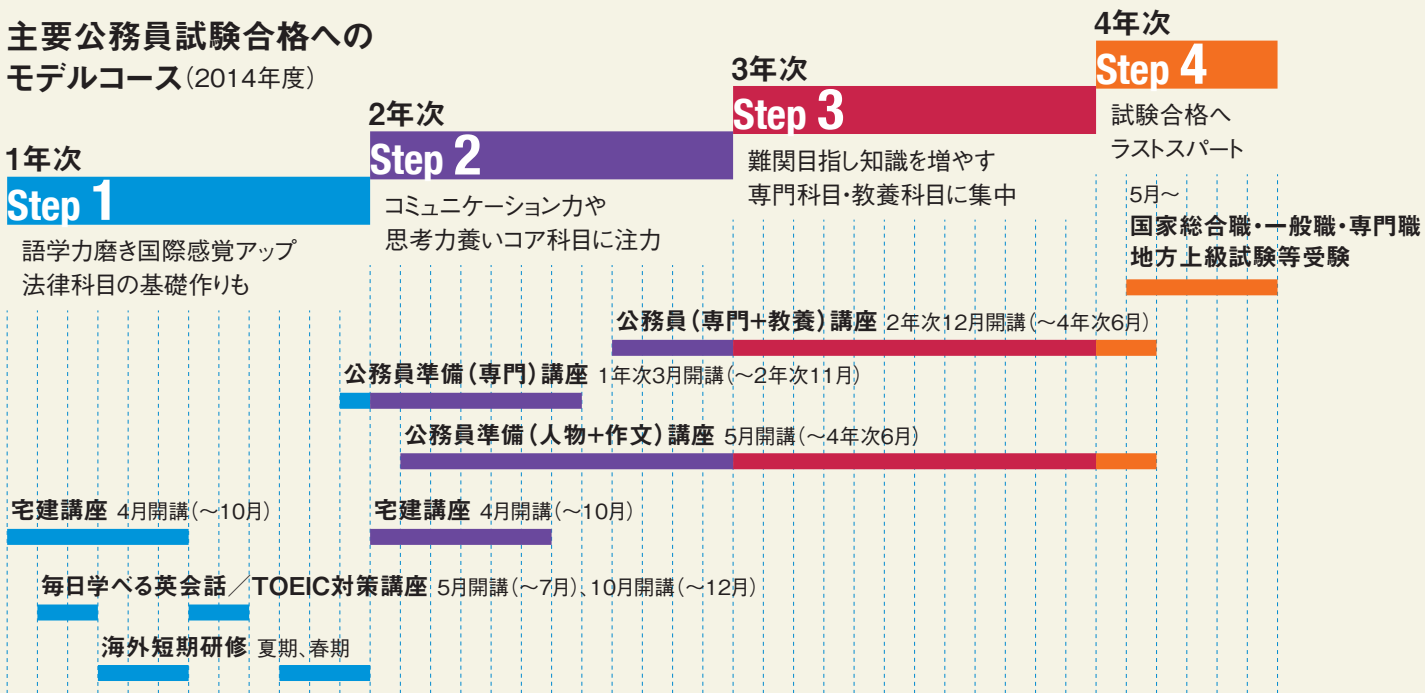 主要公務員試験合格への
モデルコース(2014年度)
1年次
Step 1
語学力磨き国際感覚アップ
法律科目の基礎作りも
2年次
Step 2
コミュニケーション力や
思考力養いコア科目に注力
3年次
Step 3
難関目指し知識を増やす
専門科目・教養科目に集中
4年次
Step 4
試験合格へ
ラストスパート
5月〜
国家総合職・一般職・専門職
地方上級試験等受験
公務員(専門+教養)講座 2年次12月開講(〜4年次6月)
公務員準備(専門)講座 1年次3月開講(〜2年次11月)
公務員準備(人物+作文)講座 5月開講(〜4年次6月)
宅建講座 4月開講(〜10月)
宅建講座 4月開講(〜10月)
毎日学べる英会話/TOEIC対策講座 5月開講(〜7月)、10月開講(〜12月)
海外短期研修 夏期、春期